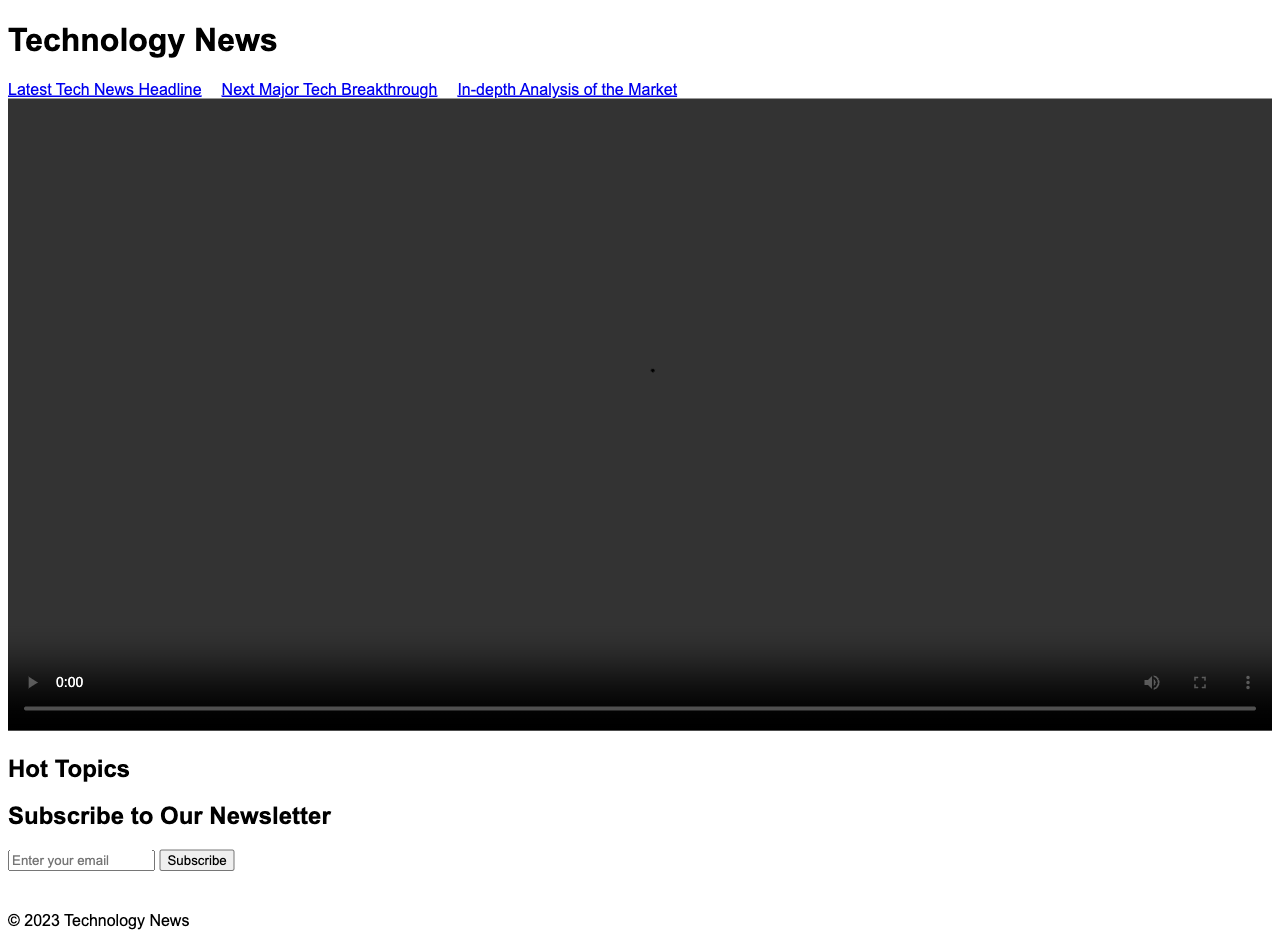 Technology News
Latest Tech News Headline Next Major Tech Breakthrough In-depth Analysis of the Market
0:00
Hot Topics
Subscribe to Our Newsletter
Enter your email Subscribe
© 2023 Technology News